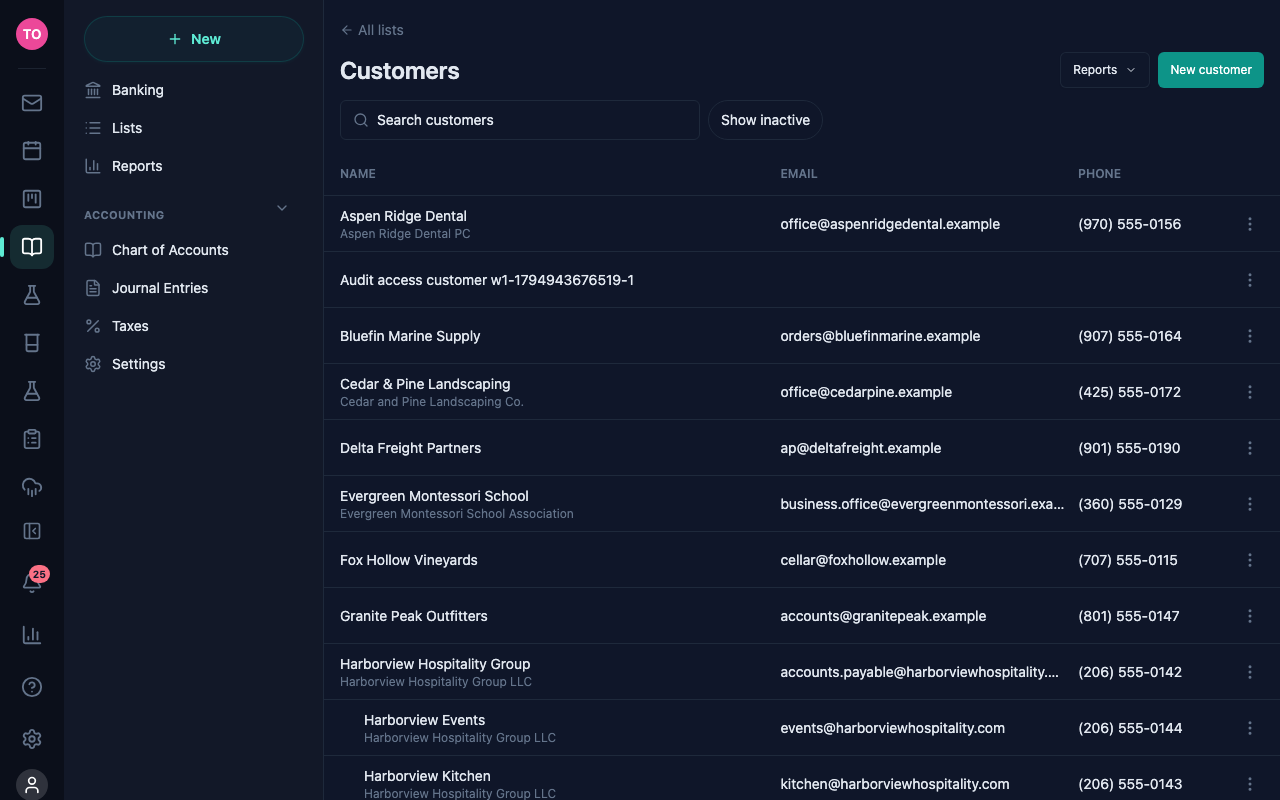 TO
+ New
Banking
Lists
Reports
ACCOUNTING
Chart of Accounts
Journal Entries
Taxes
Settings
25
← All lists
Customers
Reports
New customer
Search customers
Show inactive
NAME EMAIL PHONE
Aspen Ridge Dental
Aspen Ridge Dental PC
office@aspenridgedental.example (970) 555-0156
Audit access customer w1-1794943676519-1
Bluefin Marine Supply orders@bluefinmarine.example (907) 555-0164
Cedar & Pine Landscaping
Cedar and Pine Landscaping Co.
office@cedarpine.example (425) 555-0172
Delta Freight Partners ap@deltafreight.example (901) 555-0190
Evergreen Montessori School
Evergreen Montessori School Association
business.office@evergreenmontessori.exa... (360) 555-0129
Fox Hollow Vineyards cellar@foxhollow.example (707) 555-0115
Granite Peak Outfitters accounts@granitepeak.example (801) 555-0147
Harborview Hospitality Group
Harborview Hospitality Group LLC
accounts.payable@harborviewhospitality.... (206) 555-0142
Harborview Events
Harborview Hospitality Group LLC
events@harborviewhospitality.com (206) 555-0144
Harborview Kitchen
Harborview Hospitality Group LLC
kitchen@harborviewhospitality.com (206) 555-0143